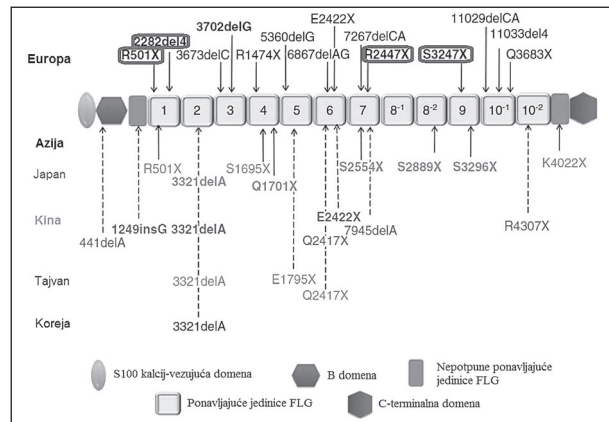 E2422X
3702delG 5360delG 11029delCA
2282del4 7267delCA 11033del4
Europa R501X 3673delC R1474X 6867delAG R2447X S3247X Q3683X
1 2 3 4 5 6 7 8-1 8-2 9 10-1 10-2
Azija
Japan R501X S1695X S2554X S2889X S3296X K4022X
3321delA Q1701X
Kina E2422X R4307X
441delA 1249insG 3321delA Q2417X 7945delA
Tajvan 3321delA E1795X
Q2417X
Koreja 3321delA
S100 kalcij-vezujuća domena
B domena
Nepotpune ponavljajuće
jedinice FLG
Ponavljajuće jedinice FLG
C-terminalna domena